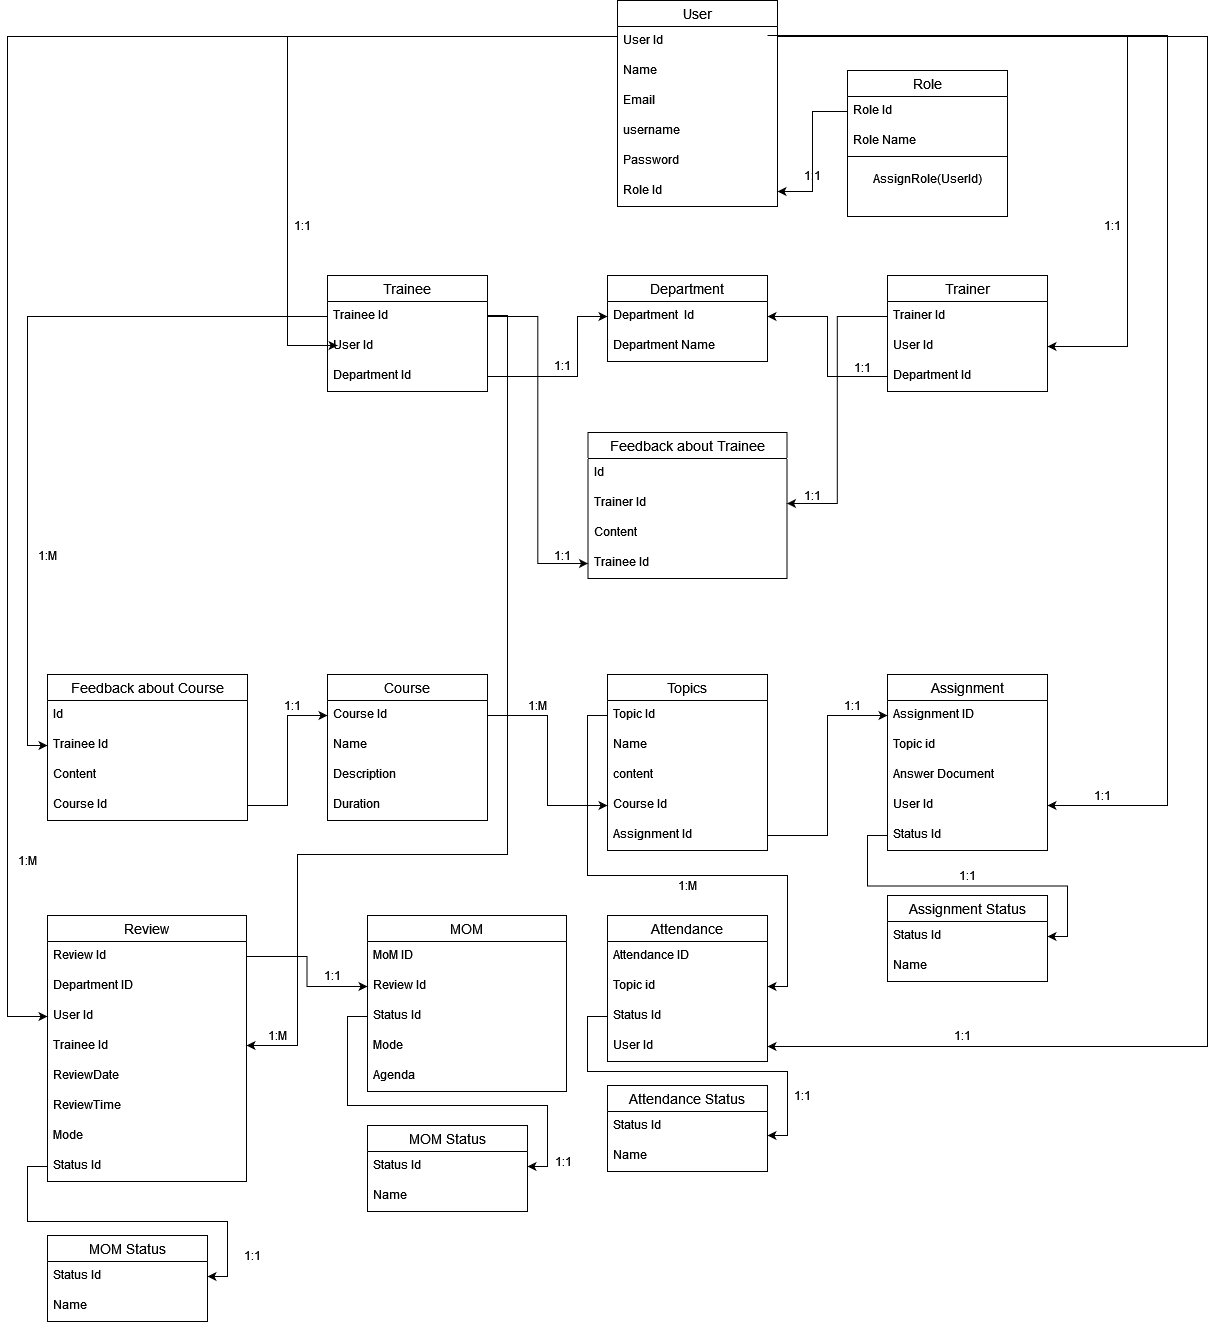 User
User Id
Name
Email
username
Password
Role Id
Role
Role Id
Role Name
AssignRole(UserId)
1:1
1:1
1:1
Trainee
Trainee Id
User Id
Department Id
Department
Department  Id
Department Name
Trainer
Trainer Id
User Id
Department Id
1:1
1:1
Feedback about Trainee
Id
Trainer Id
Content
Trainee Id
1:1
1:1
1:M
Feedback about Course
Id
Trainee Id
Content
Course Id
1:1
Course
Course Id
Name
Description
Duration
1:M
Topics
Topic Id
Name
content
Course Id
Assignment Id
1:1
Assignment
Assignment ID
Topic id
Answer Document
User Id
Status Id
1:1
1:M
1:M
1:1
Assignment Status
Status Id
Name
Review
Review Id
Department ID
User Id
Trainee Id
ReviewDate
ReviewTime
Mode
Status Id
1:1
1:M
MOM
MoM ID
Review Id
Status Id
Mode
Agenda
Attendance
Attendance ID
Topic id
Status Id
User Id
1:1
1:1
Attendance Status
Status Id
Name
MOM Status
Status Id
Name
1:1
MOM Status
Status Id
Name
1:1